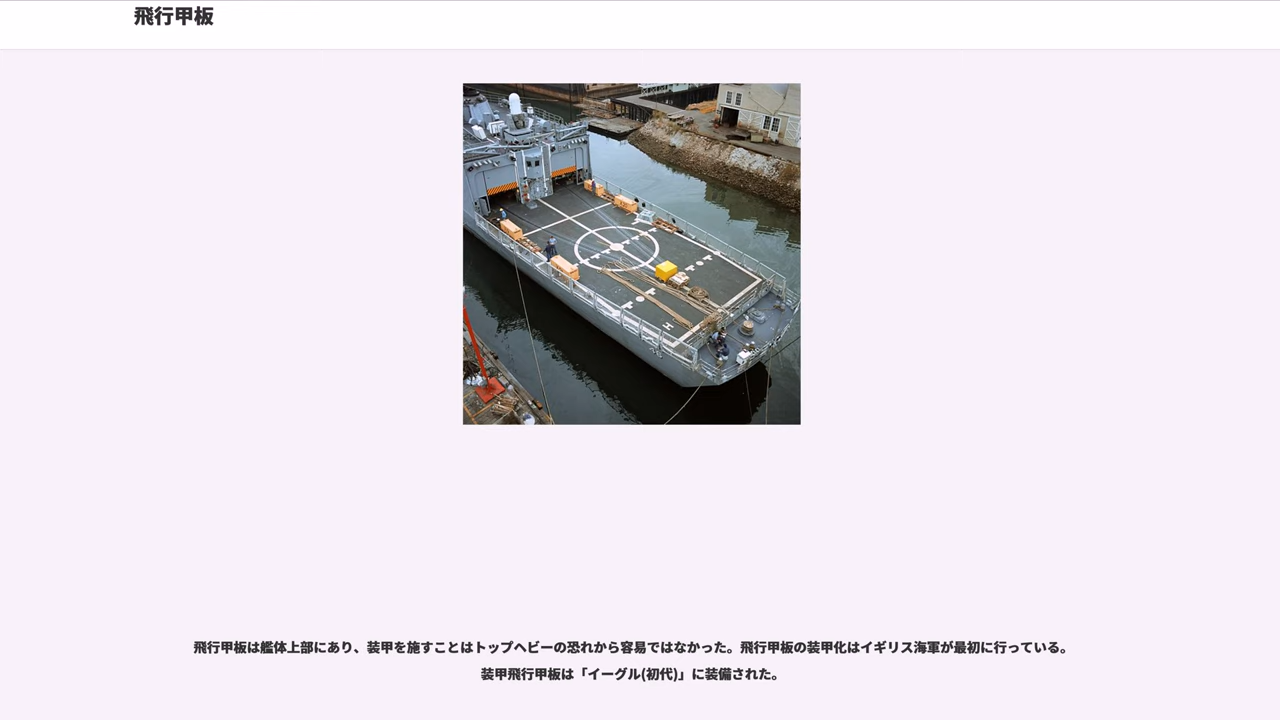 飛行甲板
飛行甲板は艦体上部にあり、装甲を施すことはトップヘビーの恐れから容易ではなかった。飛行甲板の装甲化はイギリス海軍が最初に行っている。
装甲飛行甲板は「イーグル(初代)」に装備された。
H